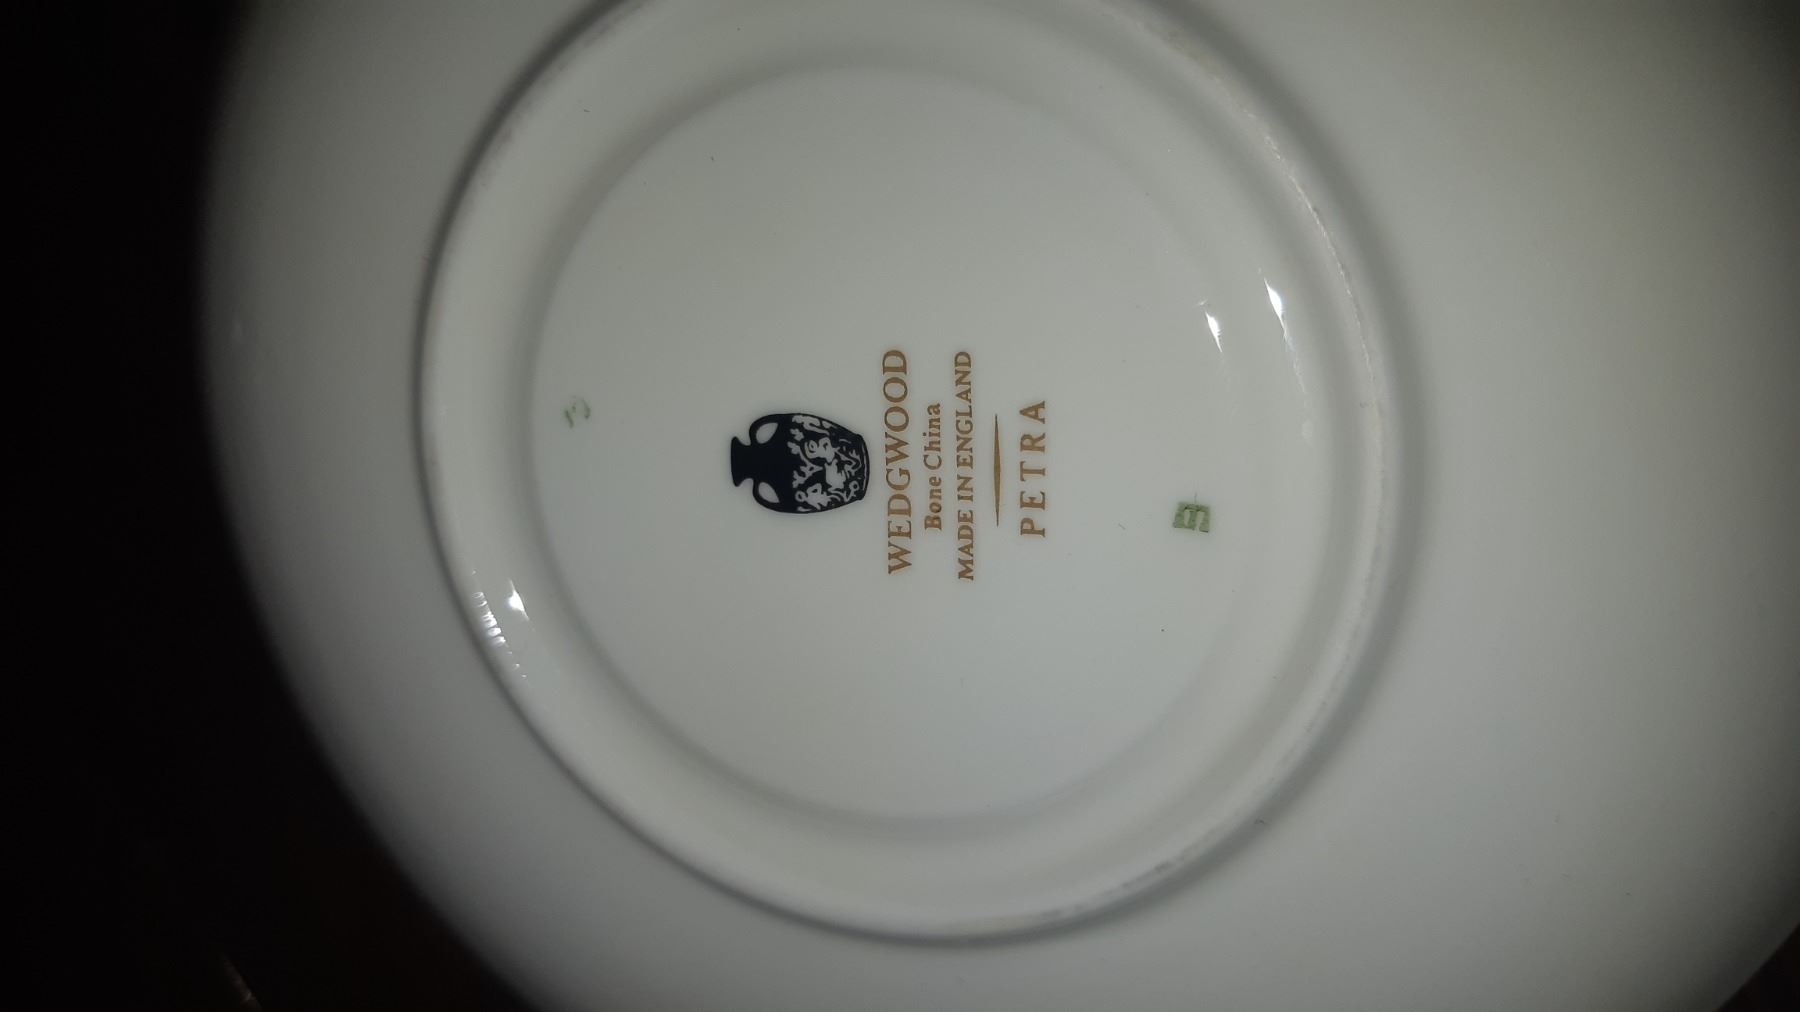 WEDGWOOD
Bone China
MADE IN ENGLAND
PETRA